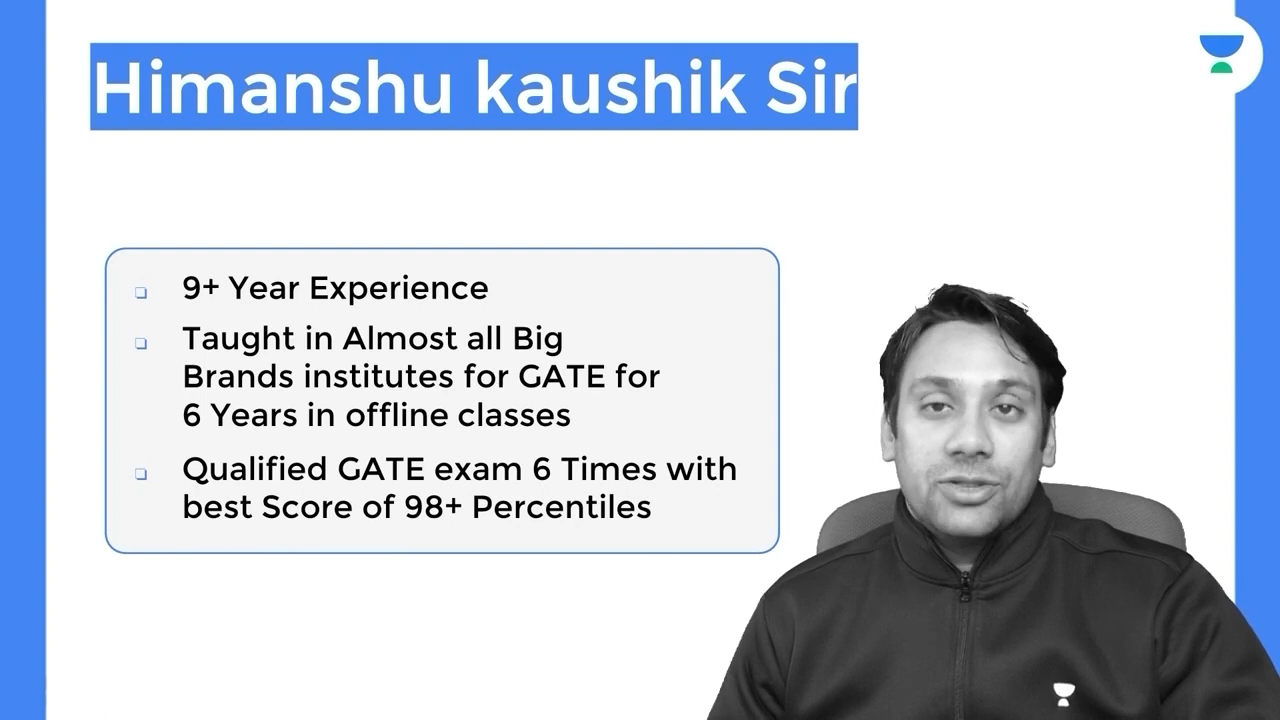 Himanshu kaushik Sir
9+ Year Experience
Taught in Almost all Big
Brands institutes for GATE for
6 Years in offline classes
Qualified GATE exam 6 Times with
best Score of 98+ Percentiles